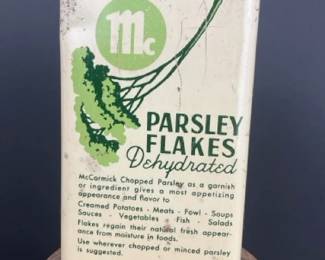 Mc
PARSLEY
FLAKES
Dehydrated
McCormick Chopped Parsley as a garnish
or ingredient gives a most appetizing
appearance and flavor to
Creamed Potatoes - Meats - Fowl - Soups
Sauces - Vegetables - Fish - Salads
Flakes regain their natural fresh appear-
ance from moisture in foods.
Use wherever chopped or minced parsley
is suggested.